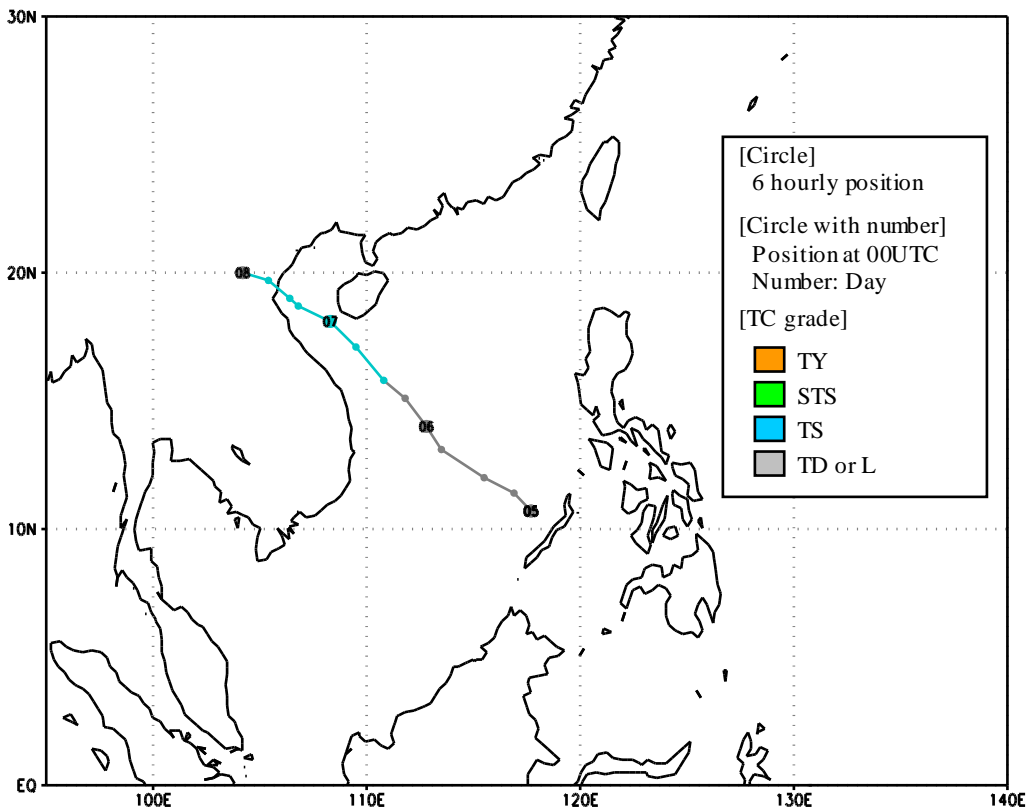 30N
[Circle]
6 hourly position
[Circle with number]
Position at 00UTC
Number: Day
[TC grade]
TY
STS
TS
TD or L
20N
08
07
06
05
10N
EQ
100E
110E
120E
130E
140E